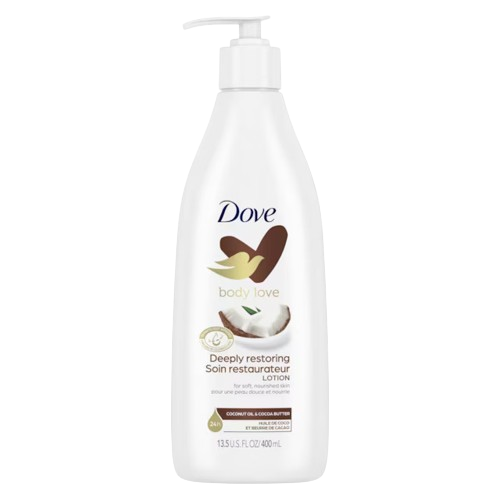 Dove
body love
Deeply restoring
Soin restaurateur
LOTION
for soft, nourished skin
pour une peau douce et nourrie
24h
COCONUT OIL & COCOA BUTTER
HUILE DE COCO
ET BEURRE DE CACAO
13.5 U.S. FL OZ/400 mL